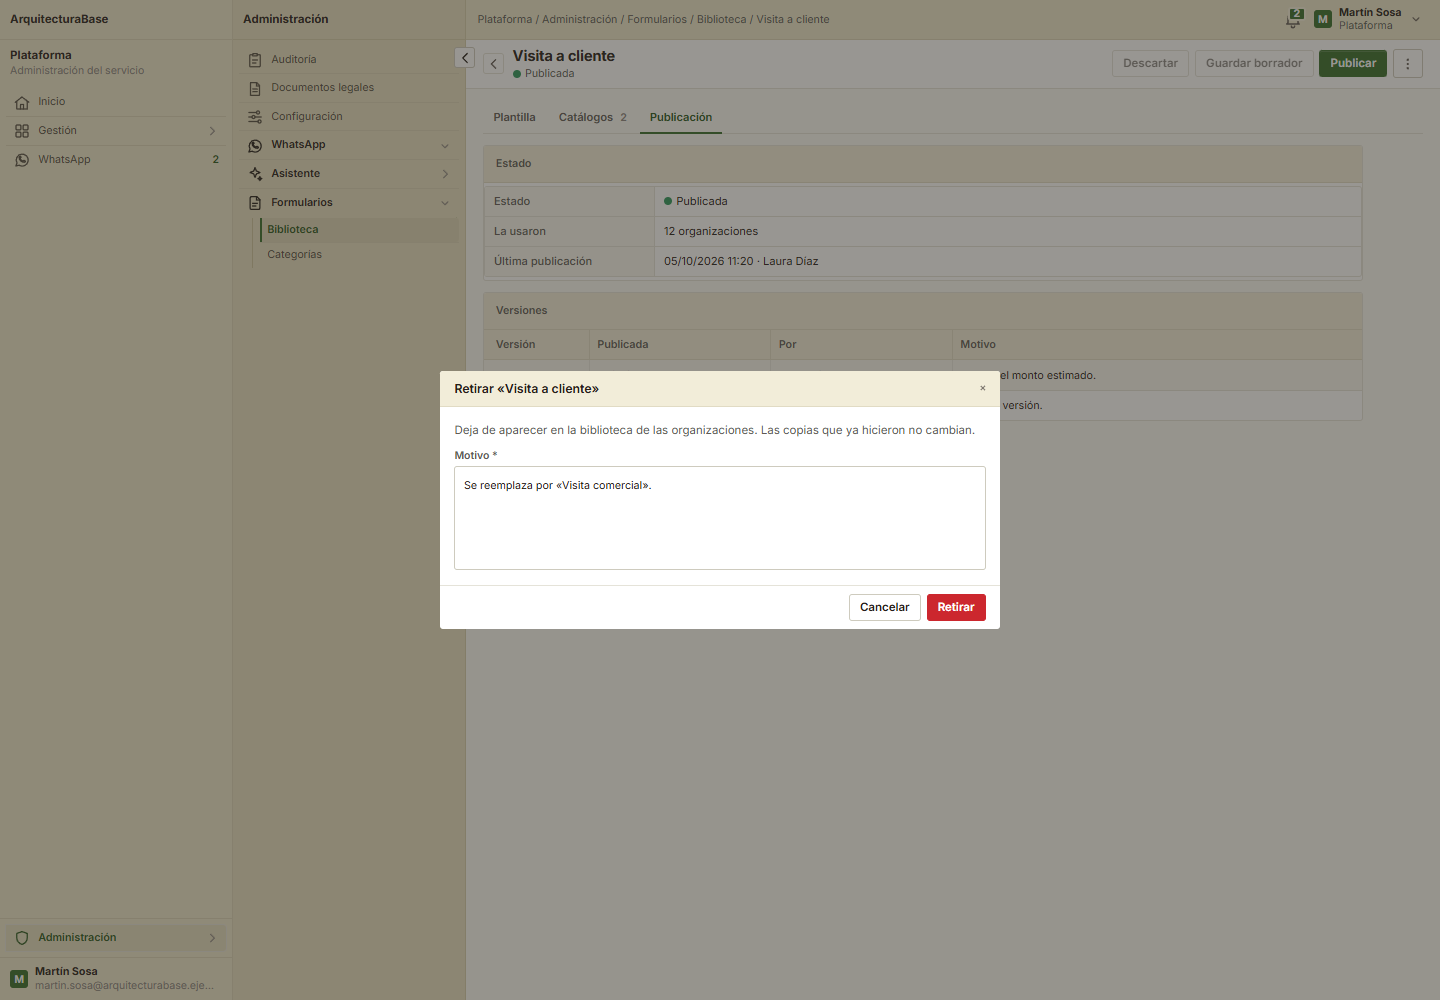 ArquitecturaBase
Plataforma
Administración del servicio
Inicio
Gestión
WhatsApp 2
Administración
Martín Sosa
martin.sosa@arquitecturabase.eje...
Administración
Auditoría
Documentos legales
Configuración
WhatsApp
Asistente
Formularios
Biblioteca
Categorías
Plataforma / Administración / Formularios / Biblioteca / Visita a cliente
2
M
Martín Sosa
Plataforma
Visita a cliente
Publicada
Descartar
Guardar borrador
Publicar
Plantilla
Catálogos 2
Publicación
Estado
Estado Publicada
La usaron 12 organizaciones
Última publicación 05/10/2026 11:20 · Laura Díaz
Versiones
Versión Publicada Por Motivo
el monto estimado.
versión.
Retirar «Visita a cliente»
×
Deja de aparecer en la biblioteca de las organizaciones. Las copias que ya hicieron no cambian.
Motivo *
Se reemplaza por «Visita comercial».
Cancelar
Retirar
M